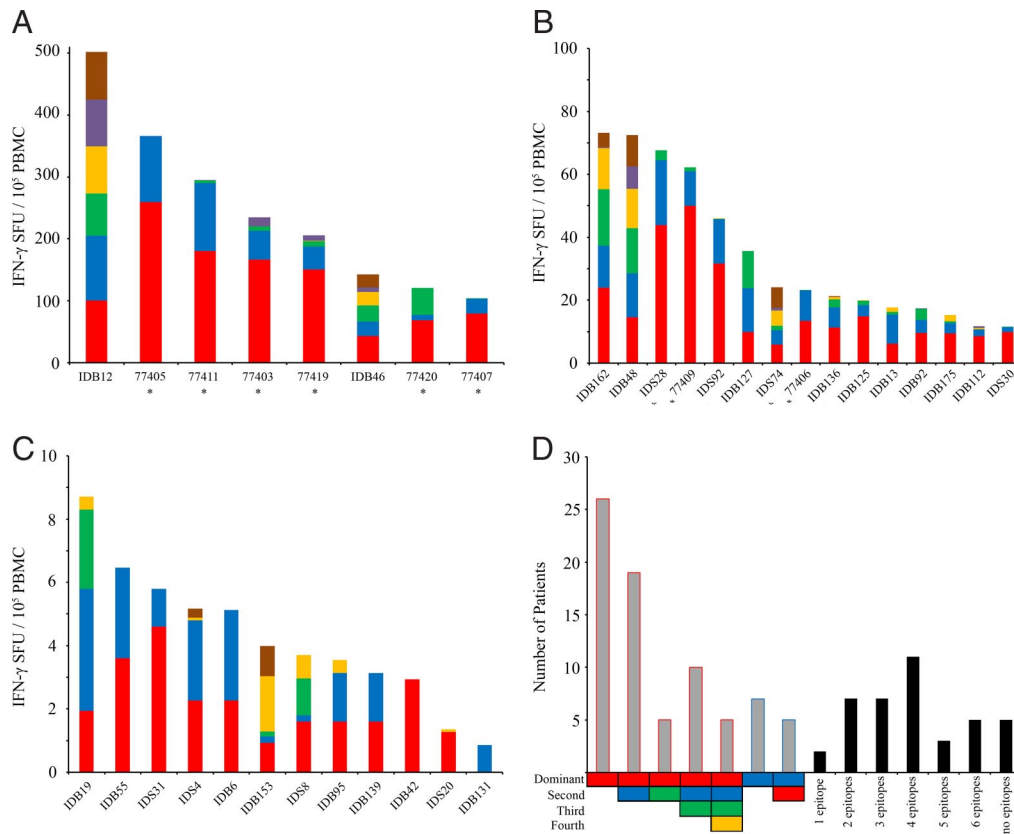 A
IFN-γ SFU / 10⁵ PBMC
500
400
300
200
100
0
IDB12 77405 77411 77403 77419 IDB46 77420 77407
* * * * * *
B
IFN-γ SFU / 10⁵ PBMC
100
80
60
40
20
0
IDB162 IDB48 IDS28 77409 IDS92 IDB127 IDS74 77406 IDB136 IDB125 IDB13 IDB92 IDB175 IDB112 IDS30
* *
C
IFN-γ SFU / 10⁵ PBMC
10
8
6
4
2
0
IDB19 IDB55 IDS31 IDS4 IDB6 IDB153 IDS8 IDB95 IDB139 IDB42 IDS20 IDB131
D
Number of Patients
30
25
20
15
10
5
Dominant
Second
Third
Fourth
1 epitope 2 epitopes 3 epitopes 4 epitopes 5 epitopes 6 epitopes no epitopes